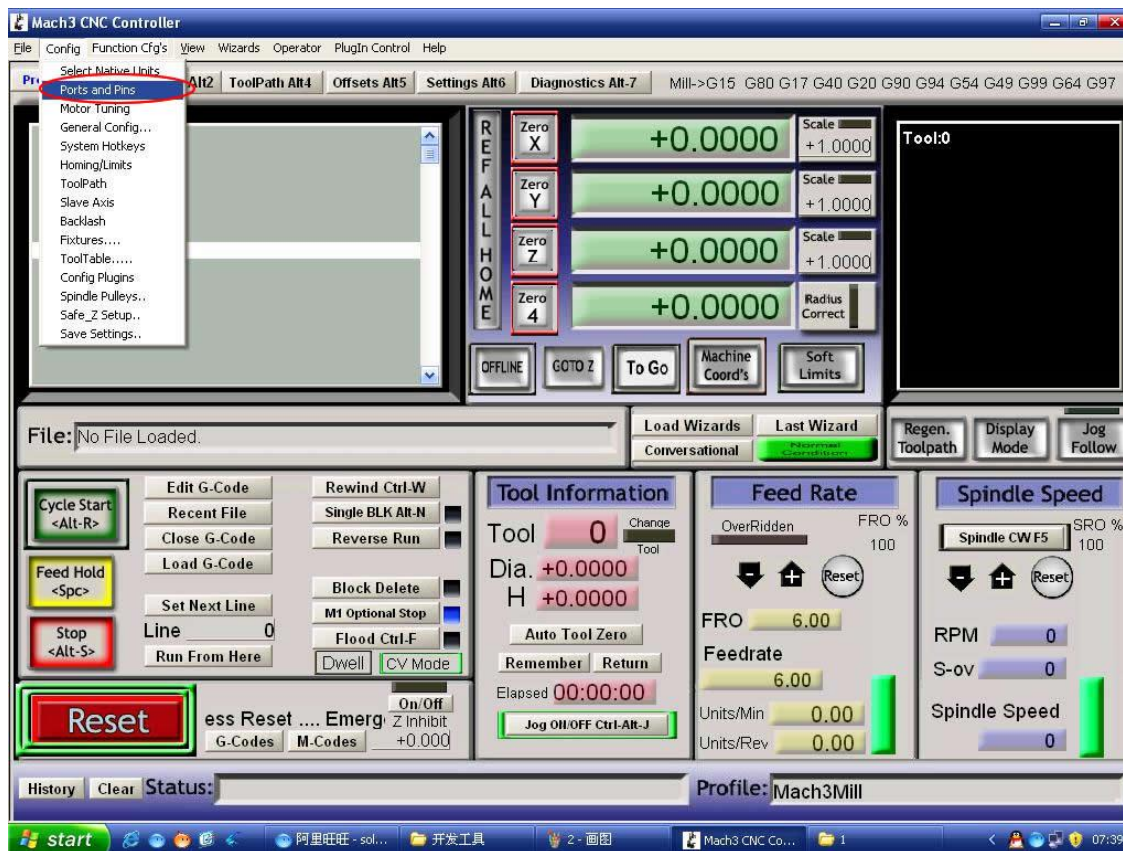 Mach3 CNC Controller
File Config Function Cfg's View Wizards Operator PlugIn Control Help
Alt2 ToolPath Alt4 Offsets Alt5 Settings Alt6 Diagnostics Alt-7 Mill->G15 G80 G17 G40 G20 G90 G94 G54 G49 G99 G64 G97
Select Native Units
Ports and Pins
Motor Tuning
General Config...
System Hotkeys
Homing/Limits
ToolPath
Slave Axis
Backlash
Fixtures....
ToolTable.....
Config Plugins
Spindle Pulleys..
Safe_Z Setup..
Save Settings..
REF ALL HOME
Zero X +0.0000 Scale +1.0000
Zero Y +0.0000 Scale +1.0000
Zero Z +0.0000 Scale +1.0000
Zero 4 +0.0000 Radius Correct
OFFLINE GOTO Z To Go Machine Coord's Soft Limits
Tool:0
File: No File Loaded.
Load Wizards Last Wizard
Conversational Normal Condition
Regen. Toolpath Display Mode Jog Follow
Cycle Start <Alt-R>
Feed Hold <Spc>
Stop <Alt-S>
Edit G-Code
Recent File
Close G-Code
Load G-Code
Set Next Line
Line 0
Run From Here
Rewind Ctrl-W
Single BLK Alt-N
Reverse Run
Block Delete
M1 Optional Stop
Flood Ctrl-F
Dwell CV Mode
Reset
ess Reset .... Emerg
G-Codes M-Codes
On/Off
Z Inhibit
+0.000
Tool Information
Tool 0 Change Tool
Dia. +0.0000
H +0.0000
Auto Tool Zero
Remember Return
Elapsed 00:00:00
Jog ON/OFF Ctrl-Alt-J
Feed Rate
OverRidden FRO % 100
Reset
FRO 6.00
Feedrate
6.00
Units/Min 0.00
Units/Rev 0.00
Spindle Speed
Spindle CW F5 SRO % 100
Reset
RPM 0
S-ov 0
Spindle Speed
0
History Clear Status:
Profile: Mach3Mill
start 阿里旺旺 - sol... 开发工具 2 - 画图 Mach3 CNC Co... 1 07:39